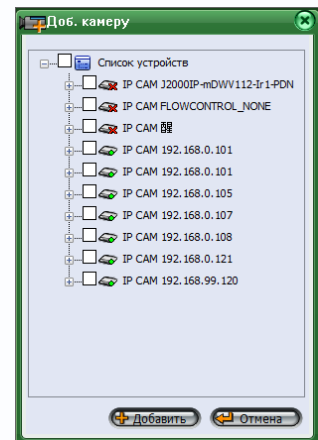 Доб. камеру
Список устройств
IP CAM J2000IP-mDWV112-Ir1-PDN
IP CAM FLOWCONTROL_NONE
IP CAM 醒
IP CAM 192.168.0.101
IP CAM 192.168.0.101
IP CAM 192.168.0.105
IP CAM 192.168.0.107
IP CAM 192.168.0.108
IP CAM 192.168.0.121
IP CAM 192.168.99.120
Добавить
Отмена